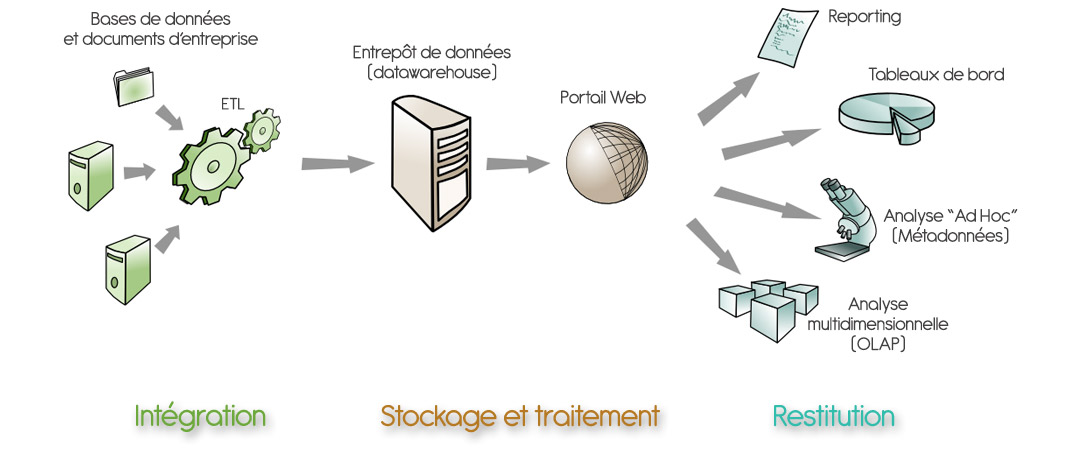 Bases de données
et documents d'entreprise
ETL
Entrepôt de données
(datawarehouse)
Portail Web
Reporting
Tableaux de bord
Analyse "Ad Hoc"
(Métadonnées)
Analyse
multidimensionnelle
(OLAP)
Intégration
Stockage et traitement
Restitution